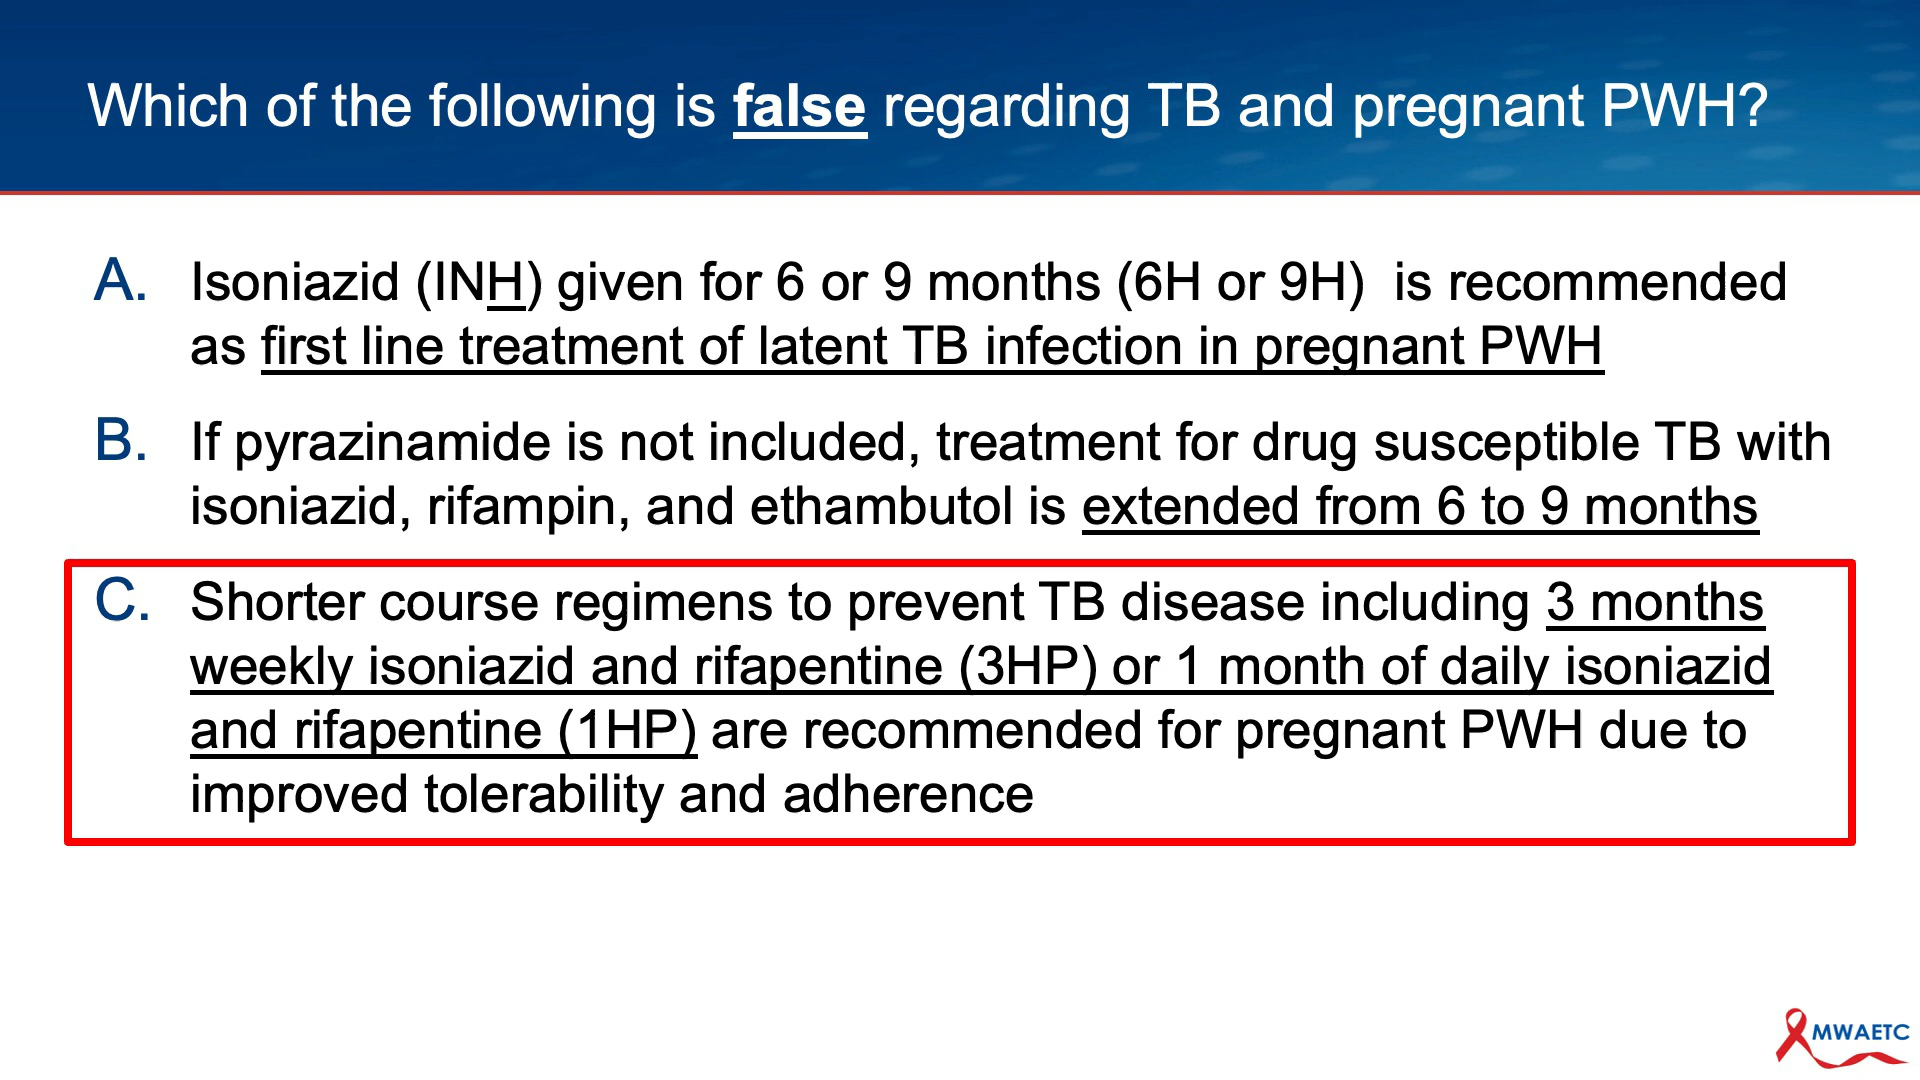 Which of the following is false regarding TB and pregnant PWH?
A. Isoniazid (INH) given for 6 or 9 months (6H or 9H) is recommended
as first line treatment of latent TB infection in pregnant PWH
B. If pyrazinamide is not included, treatment for drug susceptible TB with
isoniazid, rifampin, and ethambutol is extended from 6 to 9 months
C. Shorter course regimens to prevent TB disease including 3 months
weekly isoniazid and rifapentine (3HP) or 1 month of daily isoniazid
and rifapentine (1HP) are recommended for pregnant PWH due to
improved tolerability and adherence
MWAETC